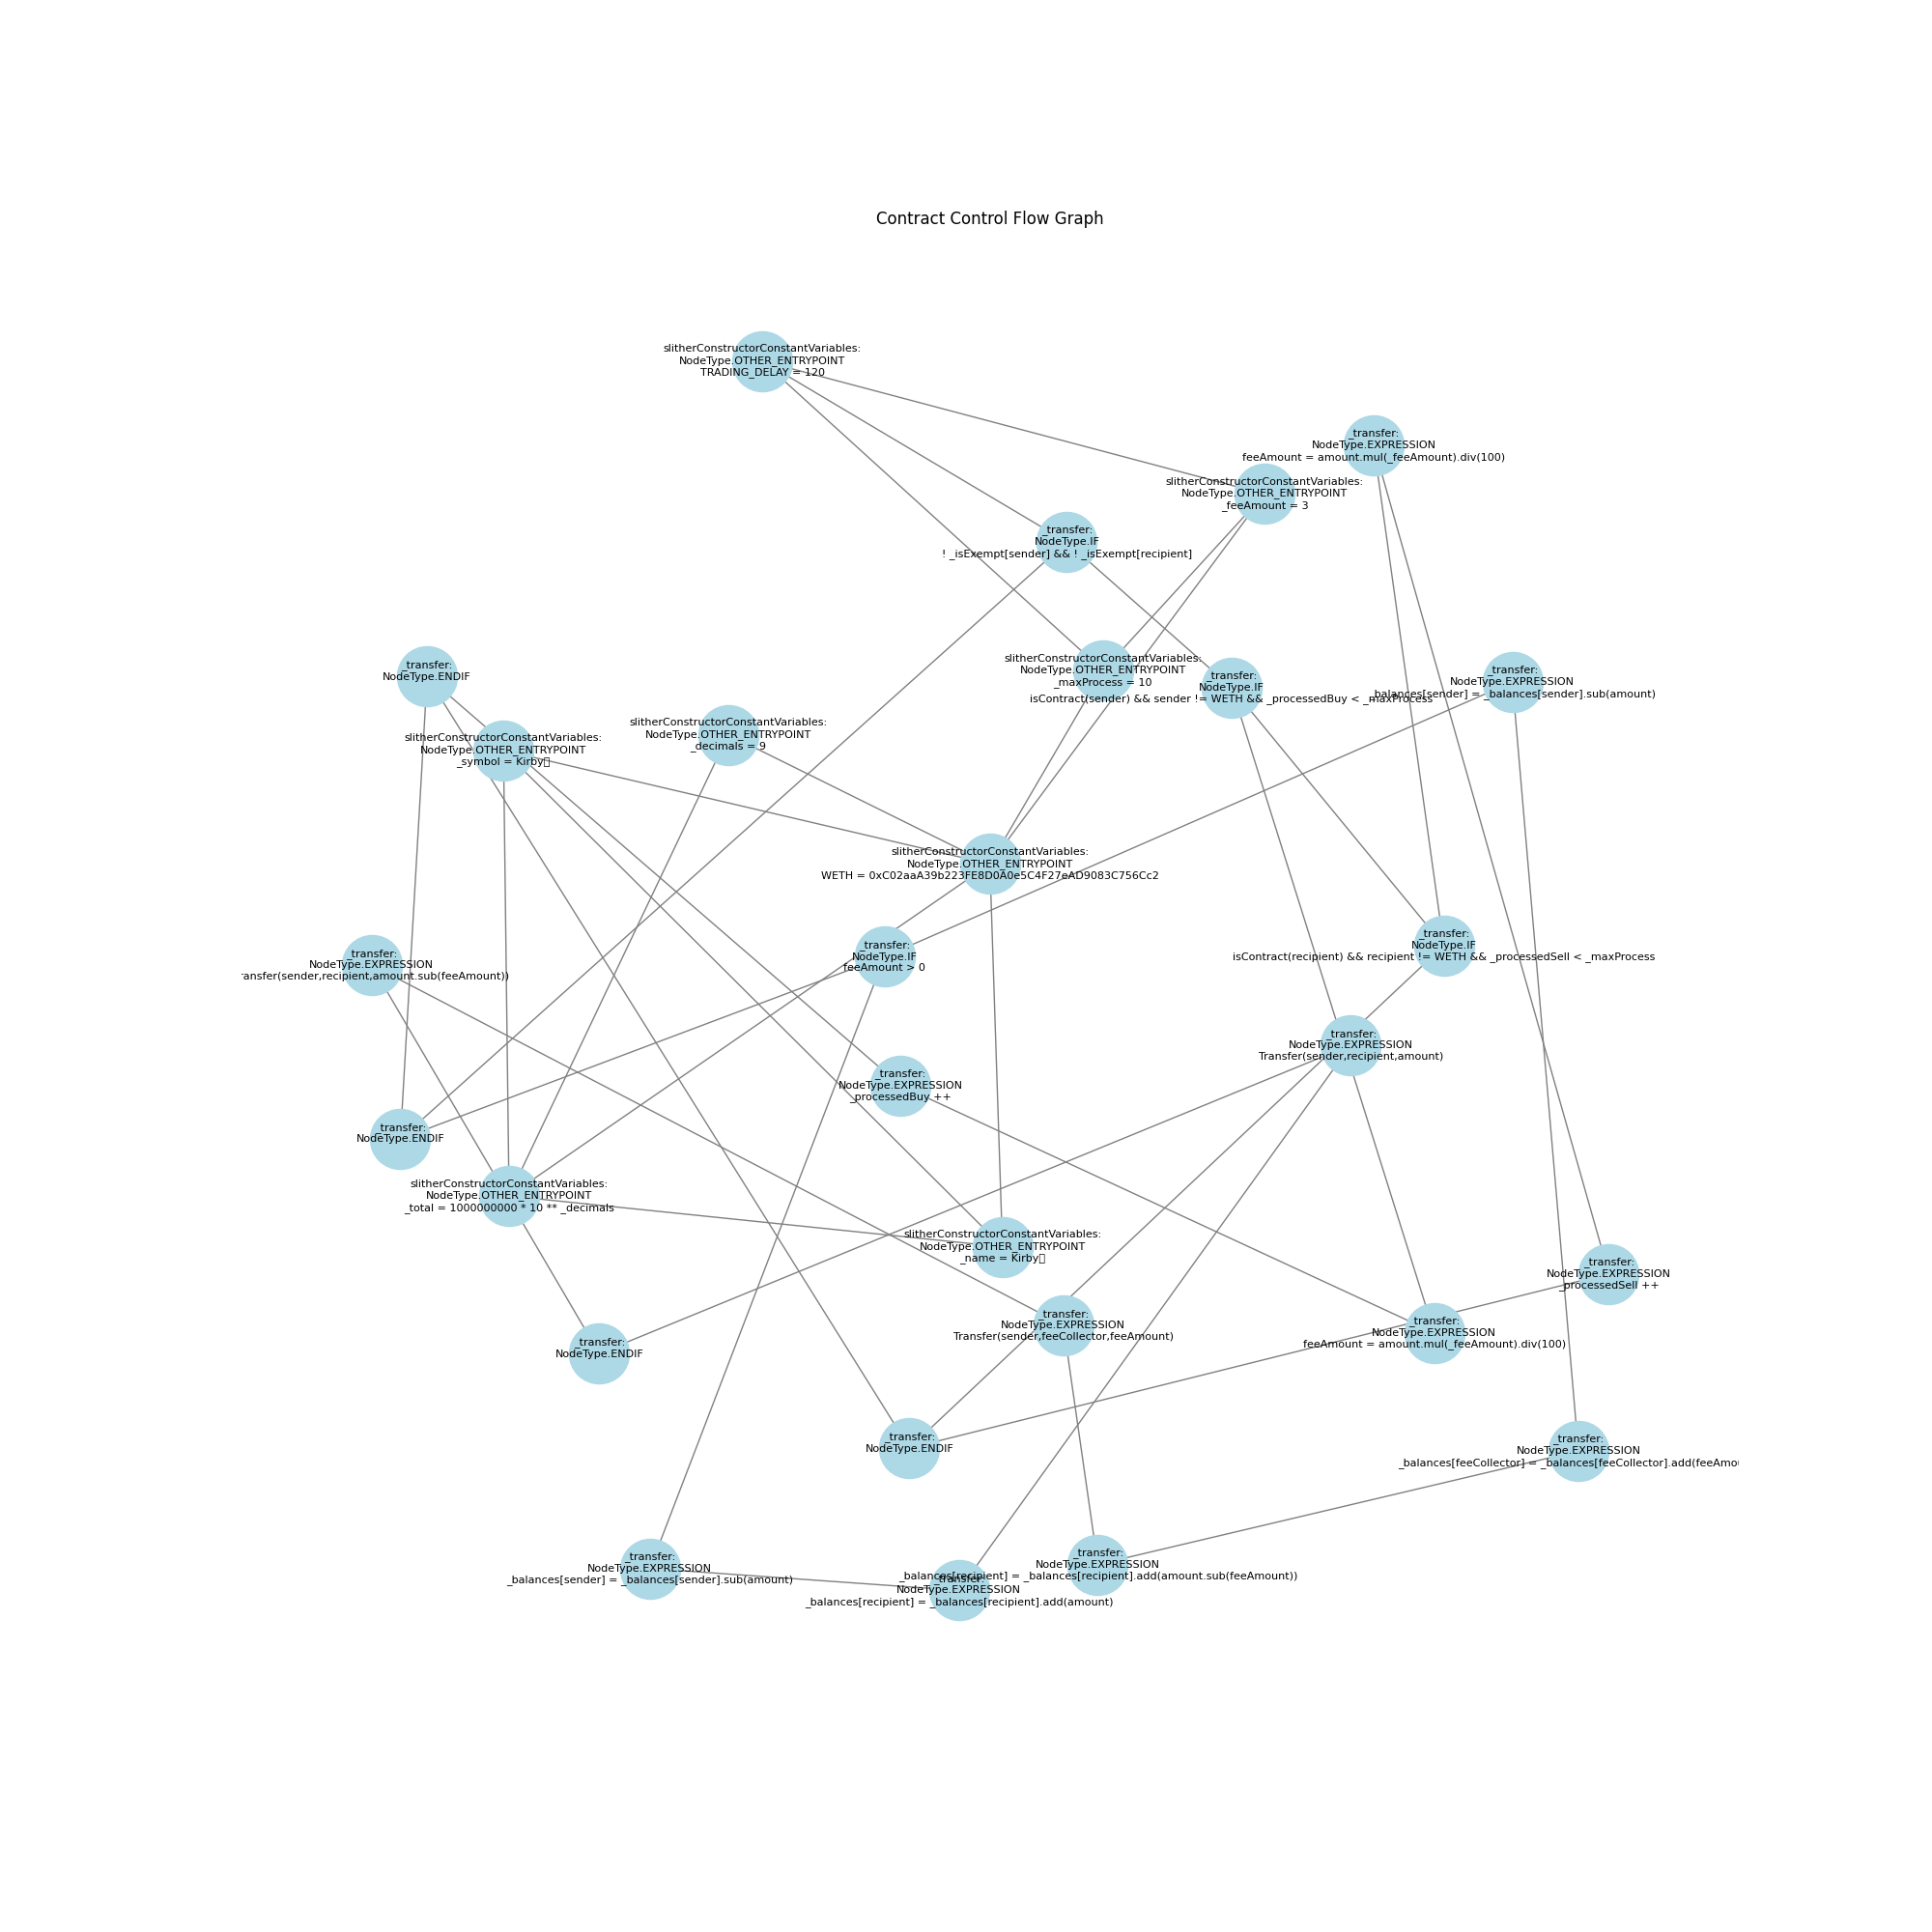 Contract Control Flow Graph
slitherConstructorConstantVariables:
NodeType.OTHER_ENTRYPOINT
TRADING_DELAY = 120
_transfer:
NodeType.EXPRESSION
feeAmount = amount.mul(_feeAmount).div(100)
slitherConstructorConstantVariables:
NodeType.OTHER_ENTRYPOINT
_feeAmount = 3
_transfer:
NodeType.IF
! _isExempt[sender] && ! _isExempt[recipient]
_transfer:
NodeType.ENDIF
slitherConstructorConstantVariables:
NodeType.OTHER_ENTRYPOINT
_maxProcess = 10
_transfer:
NodeType.IF
isContract(sender) && sender != WETH && _processedBuy < _maxProcess
_transfer:
NodeType.EXPRESSION
_balances[sender] = _balances[sender].sub(amount)
slitherConstructorConstantVariables:
NodeType.OTHER_ENTRYPOINT
_symbol = Kirby
slitherConstructorConstantVariables:
NodeType.OTHER_ENTRYPOINT
_decimals = 9
slitherConstructorConstantVariables:
NodeType.OTHER_ENTRYPOINT
WETH = 0xC02aaA39b223FE8D0A0e5C4F27eAD9083C756Cc2
_transfer:
NodeType.EXPRESSION
ransfer(sender,recipient,amount.sub(feeAmount))
_transfer:
NodeType.IF
feeAmount > 0
_transfer:
NodeType.IF
isContract(recipient) && recipient != WETH && _processedSell < _maxProcess
_transfer:
NodeType.EXPRESSION
Transfer(sender,recipient,amount)
_transfer:
NodeType.EXPRESSION
_processedBuy ++
_transfer:
NodeType.ENDIF
slitherConstructorConstantVariables:
NodeType.OTHER_ENTRYPOINT
_total = 1000000000 * 10 ** _decimals
slitherConstructorConstantVariables:
NodeType.OTHER_ENTRYPOINT
_name = Kirby
_transfer:
NodeType.EXPRESSION
_processedSell ++
_transfer:
NodeType.EXPRESSION
Transfer(sender,feeCollector,feeAmount)
_transfer:
NodeType.EXPRESSION
feeAmount = amount.mul(_feeAmount).div(100)
_transfer:
NodeType.ENDIF
_transfer:
NodeType.ENDIF
_transfer:
NodeType.EXPRESSION
_balances[feeCollector] = _balances[feeCollector].add(feeAmou
_transfer:
NodeType.EXPRESSION
_balances[sender] = _balances[sender].sub(amount)
_transfer:
NodeType.EXPRESSION
_balances[recipient] = _balances[recipient].add(amount.sub(feeAmount))
_transfer:
NodeType.EXPRESSION
_balances[recipient] = _balances[recipient].add(amount)